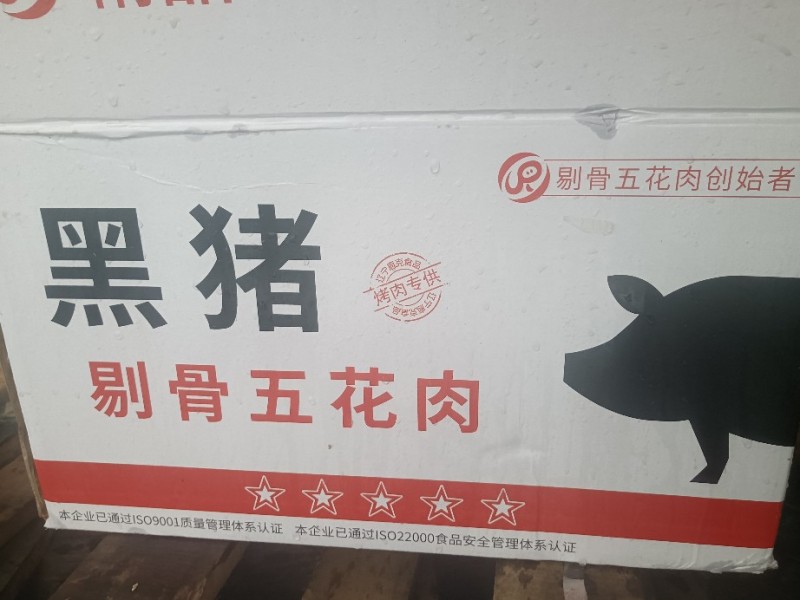 剔骨五花肉创始者
黑猪
烤肉专供
剔骨五花肉
本企业已通过ISO9001质量管理体系认证 本企业已通过ISO22000食品安全管理体系认证